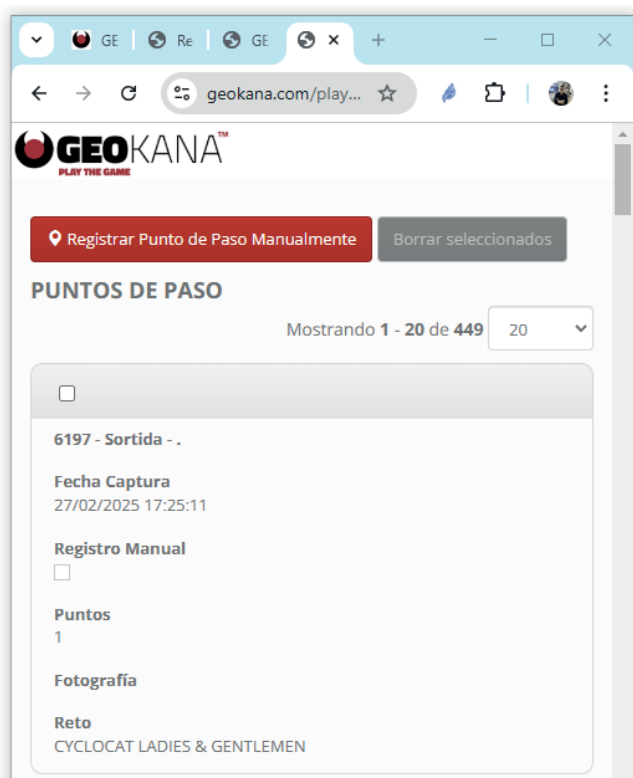 GE
Re
GE
geokana.com/play...
GEOKANA™
PLAY THE GAME
Registrar Punto de Paso Manualmente
Borrar seleccionados
PUNTOS DE PASO
Mostrando 1 - 20 de 449
20
6197 - Sortida - .
Fecha Captura
27/02/2025 17:25:11
Registro Manual
Puntos
1
Fotografía
Reto
CYCLOCAT LADIES & GENTLEMEN